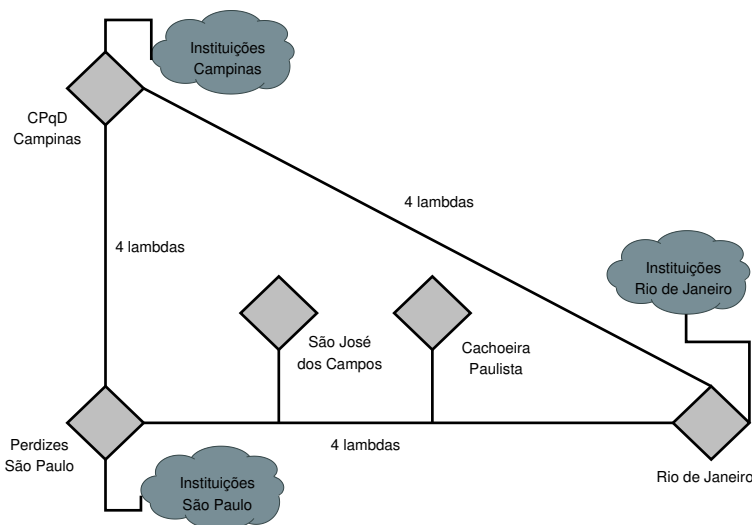 Instituições
Campinas
CPqD
Campinas
4 lambdas
4 lambdas
Instituições
Rio de Janeiro
São José
dos Campos
Cachoeira
Paulista
Perdizes
São Paulo
4 lambdas
Instituições
São Paulo
Rio de Janeiro